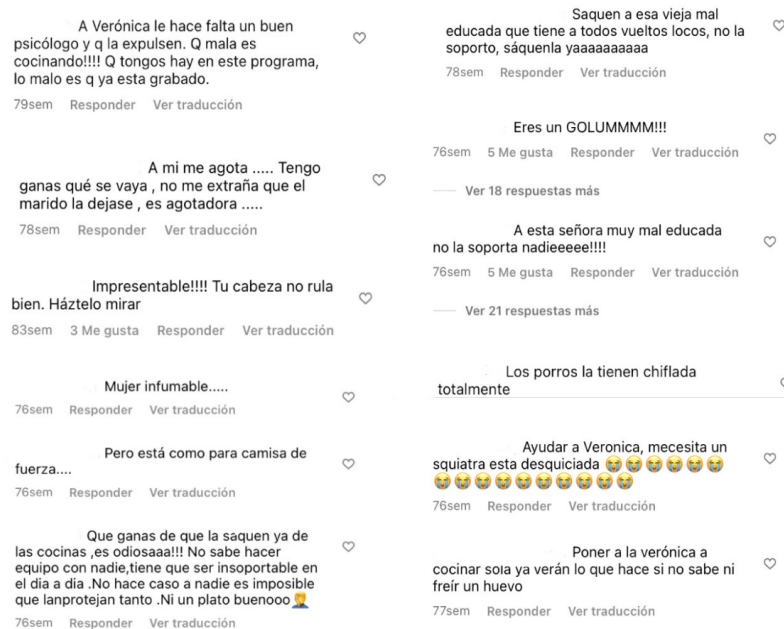 A Verónica le hace falta un buen
psicólogo y q la expulsen. Q mala es
cocinando!!!! Q tongos hay en este programa,
lo malo es q ya esta grabado.
79sem Responder Ver traducción
A mi me agota ..... Tengo
ganas qué se vaya , no me extraña que el
marido la dejase , es agotadora .....
78sem Responder Ver traducción
Impresentable!!!! Tu cabeza no rula
bien. Háztelo mirar
83sem 3 Me gusta Responder Ver traducción
Mujer infumable.....
76sem Responder Ver traducción
Pero está como para camisa de
fuerza....
76sem Responder Ver traducción
Que ganas de que la saquen ya de
las cocinas ,es odiosaaa!!! No sabe hacer
equipo con nadie,tiene que ser insoportable en
el dia a dia .No hace caso a nadie es imposible
que lanprotejan tanto .Ni un plato buenooo🤦
76sem Responder Ver traducción
Saquen a esa vieja mal
educada que tiene a todos vueltos locos, no la
soporto, sáquenla yaaaaaaaaaa
78sem Responder Ver traducción
Eres un GOLUMMMM!!!
76sem 5 Me gusta Responder Ver traducción
Ver 18 respuestas más
A esta señora muy mal educada
no la soporta nadieeeee!!!!
76sem 5 Me gusta Responder Ver traducción
Ver 21 respuestas más
Los porros la tienen chiflada
totalmente
Ayudar a Veronica, mecesita un
squiatra esta desquiciada 😭😭😭😭😭😭
😭😭😭😭😭😭😭😭😭😭
76sem Responder Ver traducción
Poner a la verónica a
cocinar sola ya verán lo que hace si no sabe ni
freír un huevo
77sem Responder Ver traducción